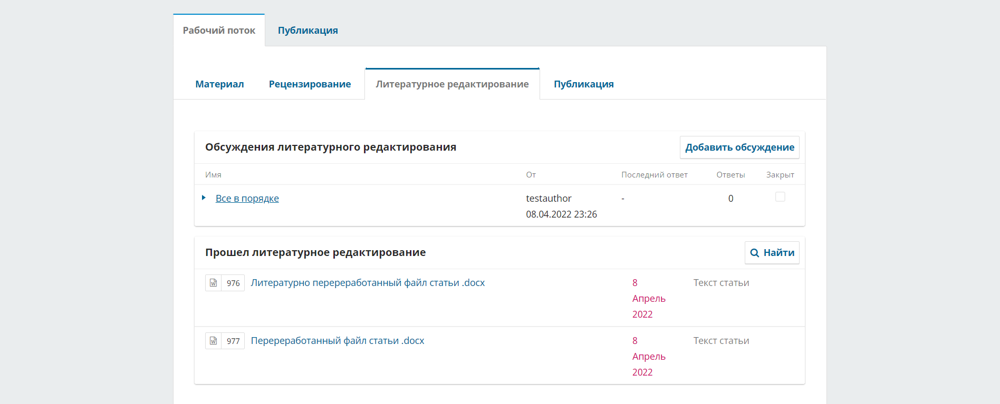 Рабочий поток
Публикация
Материал
Рецензирование
Литературное редактирование
Публикация
Обсуждения литературного редактирования
Добавить обсуждение
Имя
От
Последний ответ
Ответы
Закрыт
Все в порядке
testauthor
-
0
08.04.2022 23:26
Прошел литературное редактирование
Найти
976
Литературно перереработанный файл статьи .docx
8
Апрель
2022
Текст статьи
977
Перереработанный файл статьи .docx
8
Апрель
2022
Текст статьи